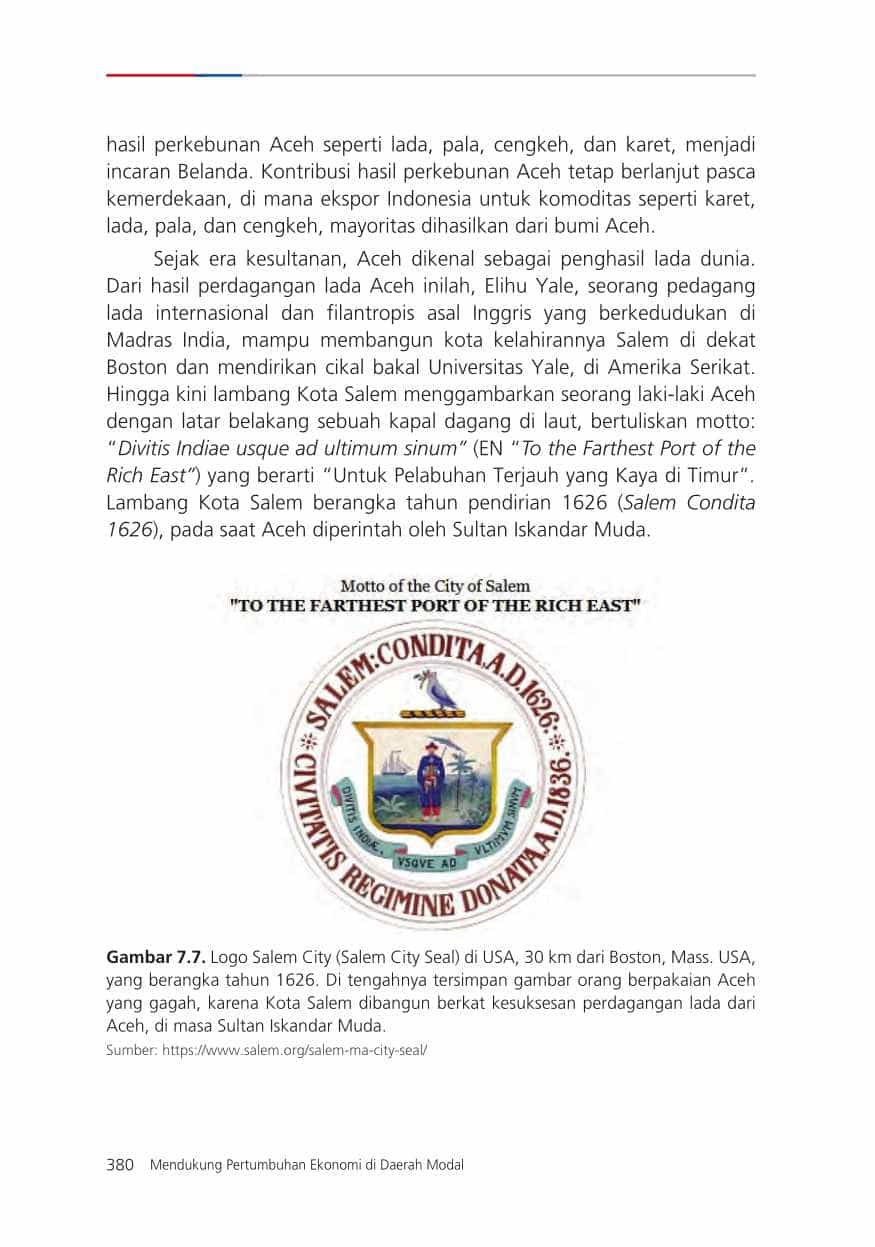 hasil perkebunan Aceh seperti lada, pala, cengkeh, dan karet, menjadi
incaran Belanda. Kontribusi hasil perkebunan Aceh tetap berlanjut pasca
kemerdekaan, di mana ekspor Indonesia untuk komoditas seperti karet,
lada, pala, dan cengkeh, mayoritas dihasilkan dari bumi Aceh.
Sejak era kesultanan, Aceh dikenal sebagai penghasil lada dunia.
Dari hasil perdagangan lada Aceh inilah, Elihu Yale, seorang pedagang
lada internasional dan filantropis asal Inggris yang berkedudukan di
Madras India, mampu membangun kota kelahirannya Salem di dekat
Boston dan mendirikan cikal bakal Universitas Yale, di Amerika Serikat.
Hingga kini lambang Kota Salem menggambarkan seorang laki-laki Aceh
dengan latar belakang sebuah kapal dagang di laut, bertuliskan motto:
“Divitis Indiae usque ad ultimum sinum” (EN “To the Farthest Port of the
Rich East”) yang berarti “Untuk Pelabuhan Terjauh yang Kaya di Timur”.
Lambang Kota Salem berangka tahun pendirian 1626 (Salem Condita
1626), pada saat Aceh diperintah oleh Sultan Iskandar Muda.
Motto of the City of Salem
"TO THE FARTHEST PORT OF THE RICH EAST"
SALEM:CONDITA,A.D.1626.
CIVITATIS REGIMINE DONATA,A.D.1836.
DIVITIS INDIÆ,
VSQVE AD
VLTIMVM SINVM
Gambar 7.7. Logo Salem City (Salem City Seal) di USA, 30 km dari Boston, Mass. USA,
yang berangka tahun 1626. Di tengahnya tersimpan gambar orang berpakaian Aceh
yang gagah, karena Kota Salem dibangun berkat kesuksesan perdagangan lada dari
Aceh, di masa Sultan Iskandar Muda.
Sumber: https://www.salem.org/salem-ma-city-seal/
380 Mendukung Pertumbuhan Ekonomi di Daerah Modal